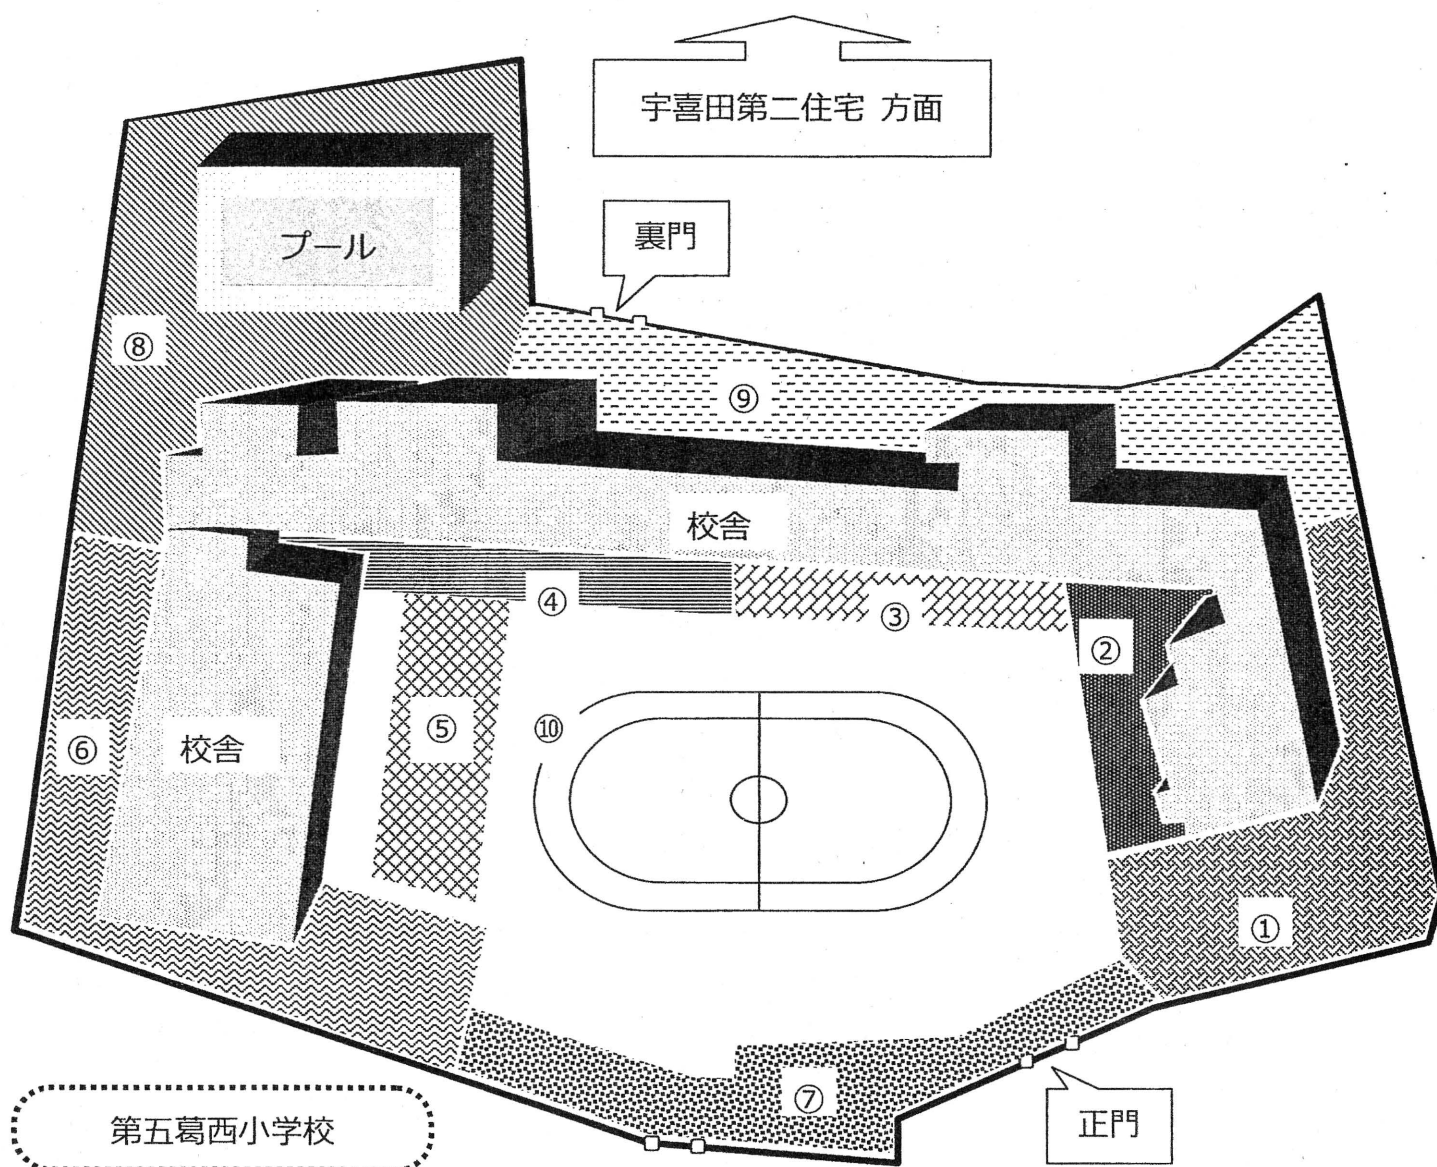 宇喜田第二住宅 方面
裏門
プール
⑧
⑨
校舎
④
③
②
⑤
⑩
⑥
校舎
①
⑦
正門
第五葛西小学校